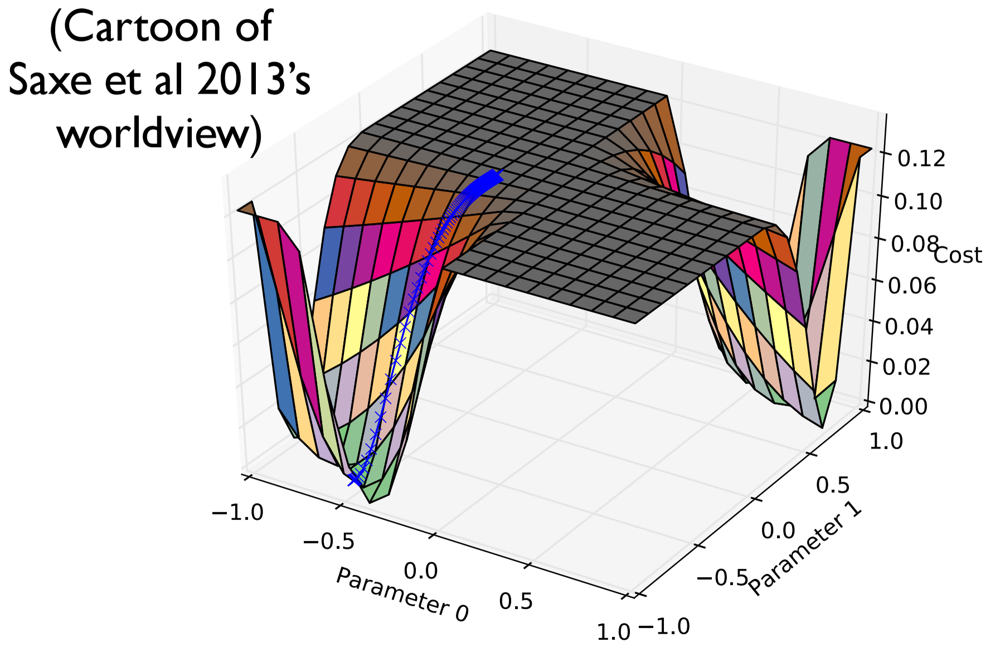 (Cartoon of
Saxe et al 2013’s
worldview)
0.12
0.10
0.08
Cost
0.06
0.04
0.02
0.00
1.0
0.5
0.0
−0.5
−1.0
Parameter 1
−1.0
−0.5
0.0
0.5
1.0
Parameter 0